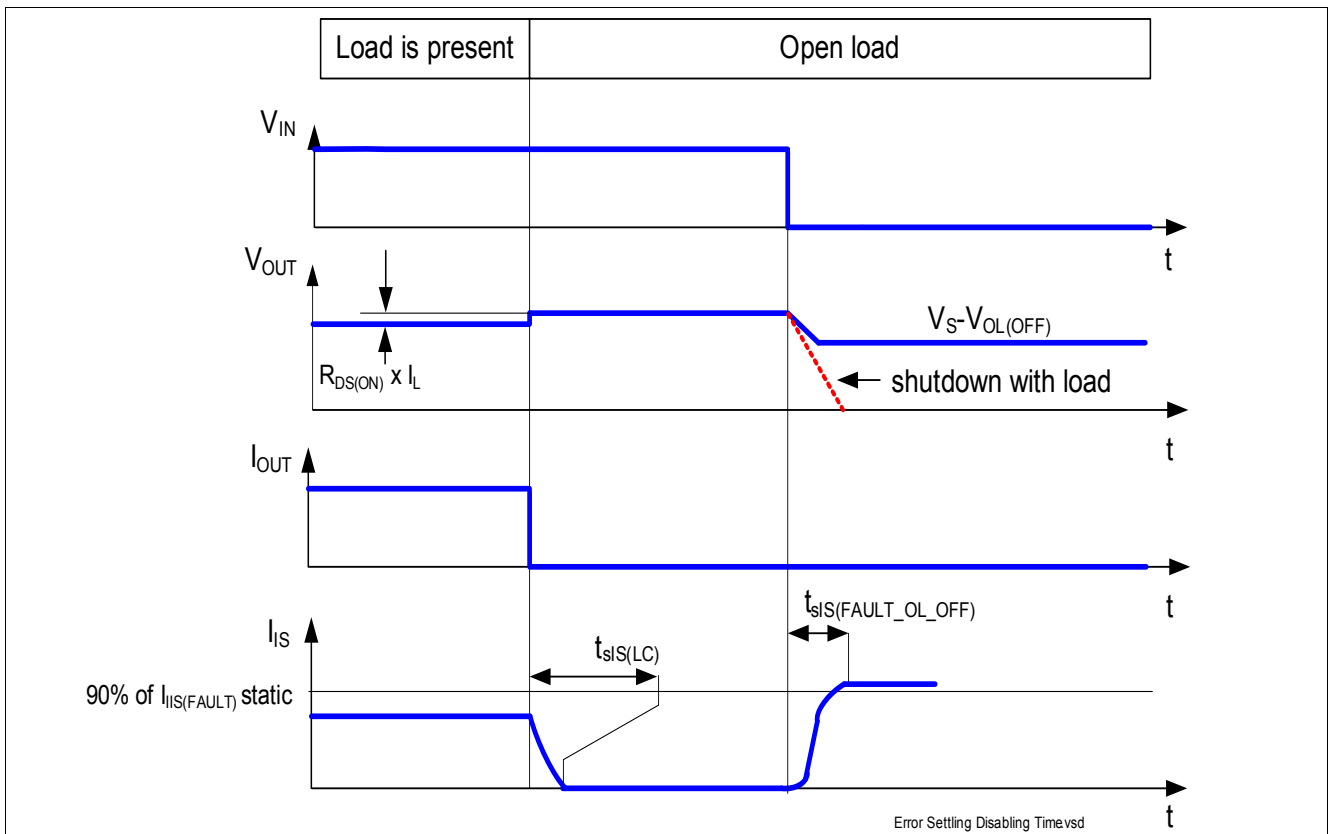 Load is present
Open load
VIN
t
VOUT
VS-VOL(OFF)
RDS(ON) x IL
shutdown with load
t
IOUT
t
tsIS(FAULT_OL_OFF)
IIS
tsIS(LC)
90% of IIIS(FAULT) static
t
Error Settling Disabling Time.vsd